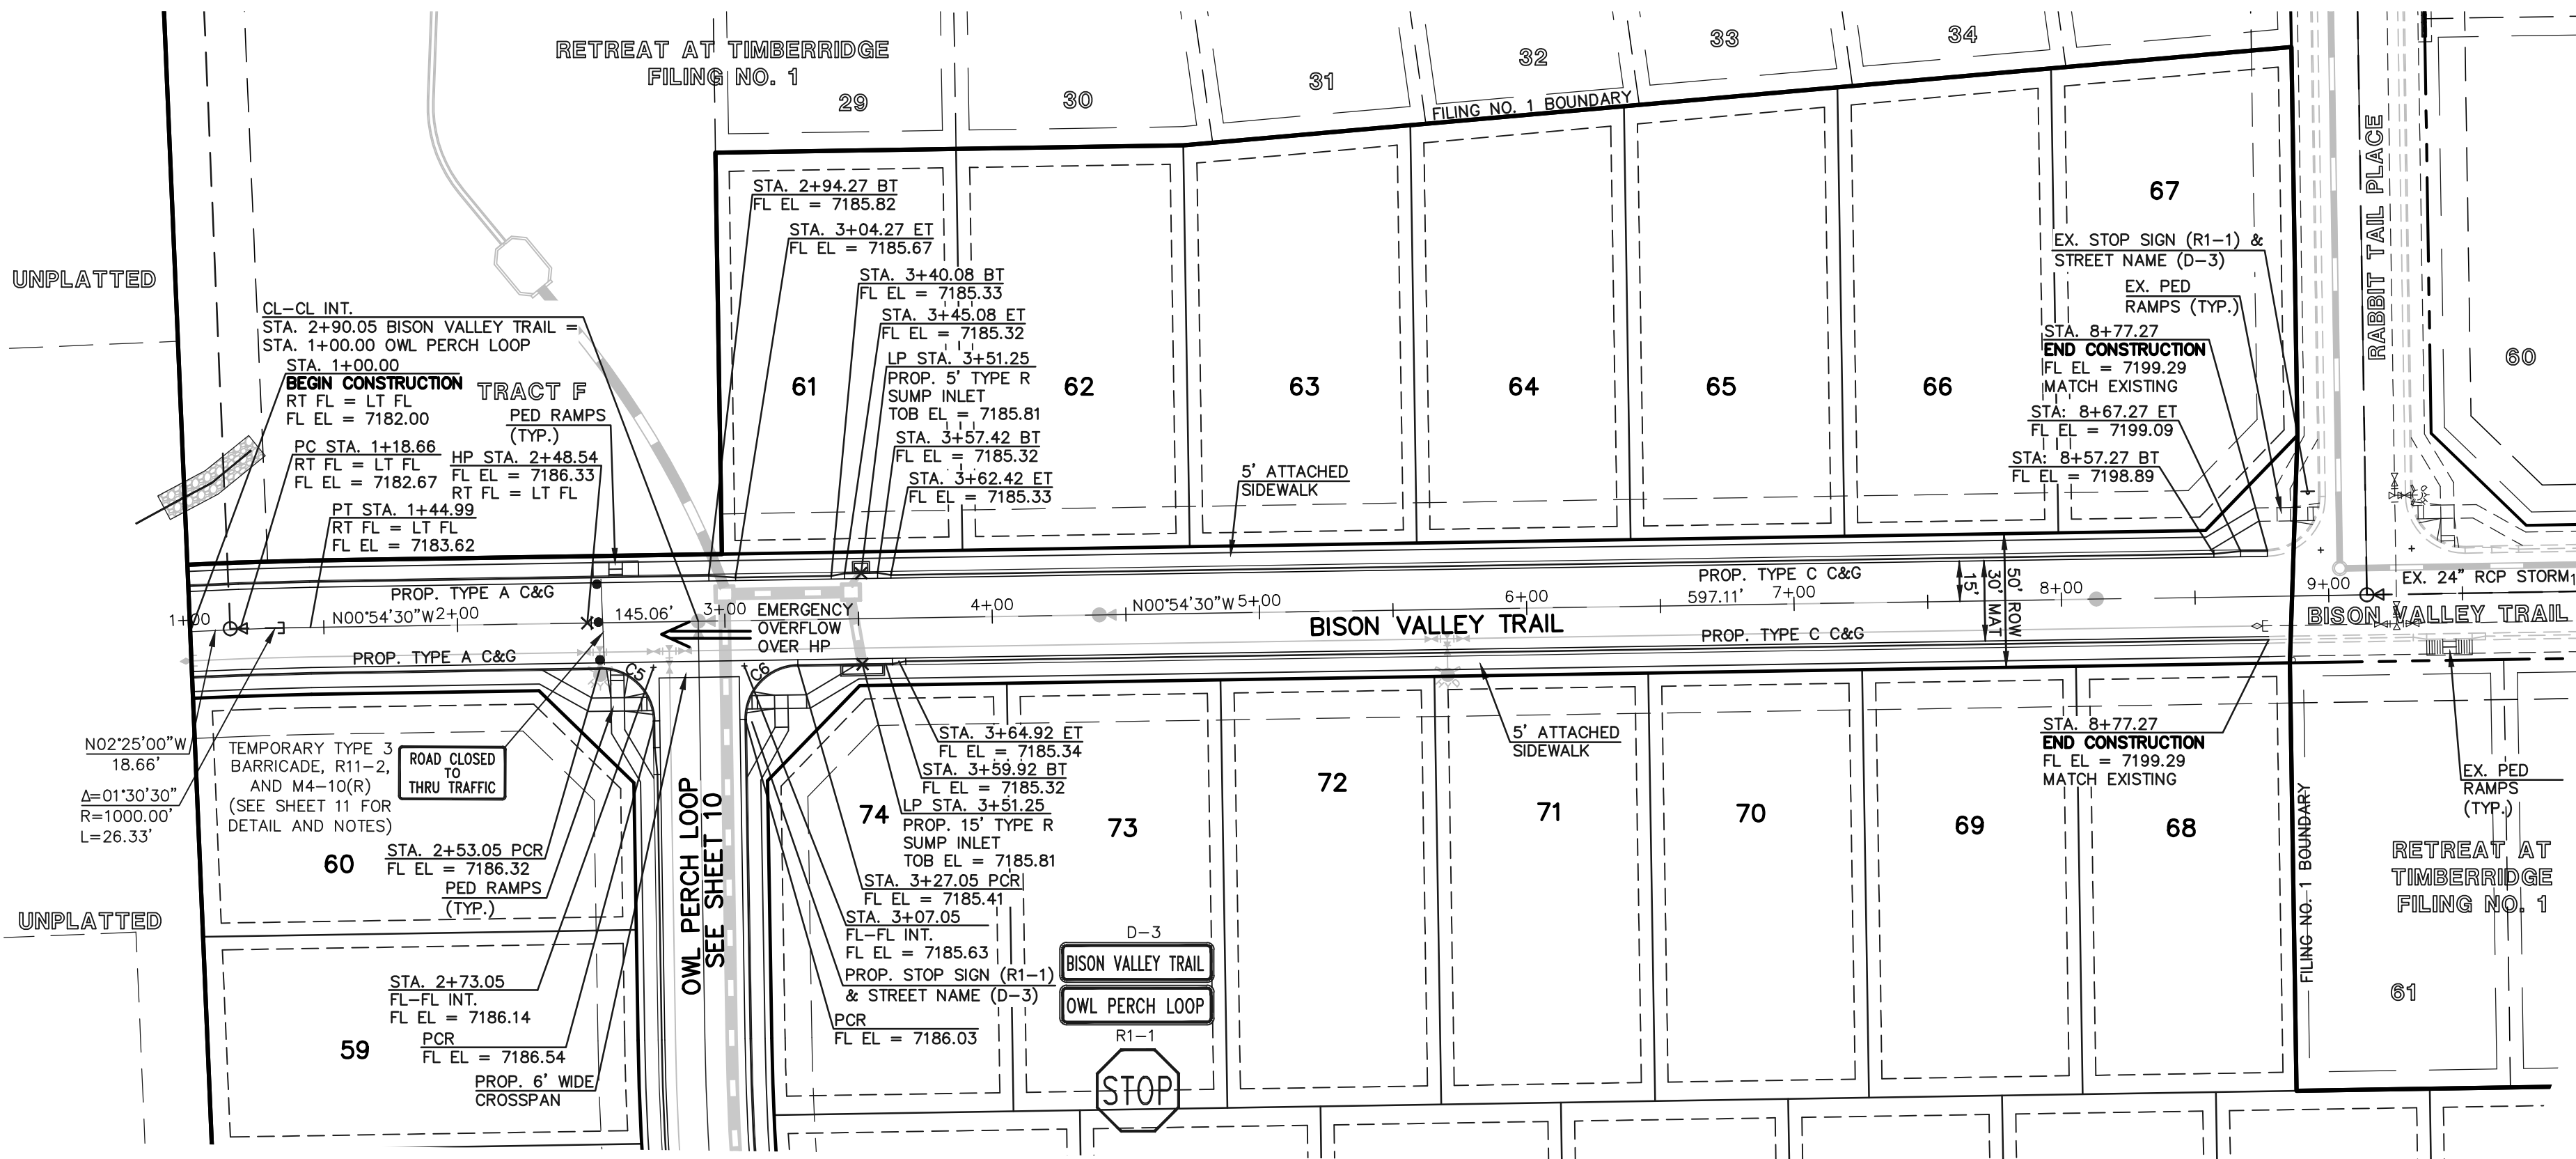 RETREAT AT TIMBERRIDGE
FILING NO. 1
29
30
31
32
33
34
FILING NO. 1 BOUNDARY
UNPLATTED
STA. 2+94.27 BT
FL EL = 7185.82
STA. 3+04.27 ET
FL EL = 7185.67
STA. 3+40.08 BT
FL EL = 7185.33
STA. 3+45.08 ET
FL EL = 7185.32
LP STA. 3+51.25
PROP. 5' TYPE R
SUMP INLET
TOB EL = 7185.81
STA. 3+57.42 BT
FL EL = 7185.32
STA. 3+62.42 ET
FL EL = 7185.33
CL-CL INT.
STA. 2+90.05 BISON VALLEY TRAIL =
STA. 1+00.00 OWL PERCH LOOP
STA. 1+00.00
BEGIN CONSTRUCTION
RT FL = LT FL
FL EL = 7182.00
TRACT F
PED RAMPS
(TYP.)
PC STA. 1+18.66
RT FL = LT FL
FL EL = 7182.67
HP STA. 2+48.54
FL EL = 7186.33
RT FL = LT FL
PT STA. 1+44.99
RT FL = LT FL
FL EL = 7183.62
61
62
63
64
65
66
67
5' ATTACHED
SIDEWALK
EX. STOP SIGN (R1-1) &
STREET NAME (D-3)
EX. PED
RAMPS (TYP.)
STA. 8+77.27
END CONSTRUCTION
FL EL = 7199.29
MATCH EXISTING
STA: 8+67.27 ET
FL EL = 7199.09
STA: 8+57.27 BT
FL EL = 7198.89
RABBIT TAIL PLACE
60
PROP. TYPE A C&G
PROP. TYPE C C&G
1+00
N00°54'30"W
2+00
145.06'
3+00
EMERGENCY
OVERFLOW
OVER HP
4+00
N00°54'30"W
5+00
6+00
597.11'
7+00
8+00
9+00
15'
30' MAT
50' ROW
EX. 24" RCP STORM
BISON VALLEY TRAIL
BISON VALLEY TRAIL
PROP. TYPE A C&G
PROP. TYPE C C&G
C5
C6
N02°25'00"W
18.66'
Δ=01°30'30"
R=1000.00'
L=26.33'
TEMPORARY TYPE 3
BARRICADE, R11-2,
AND M4-10(R)
(SEE SHEET 11 FOR
DETAIL AND NOTES)
ROAD CLOSED
TO
THRU TRAFFIC
60
STA. 2+53.05 PCR
FL EL = 7186.32
PED RAMPS
(TYP.)
UNPLATTED
STA. 2+73.05
FL-FL INT.
FL EL = 7186.14
PCR
FL EL = 7186.54
PROP. 6' WIDE
CROSSPAN
59
OWL PERCH LOOP
SEE SHEET 10
STA. 3+64.92 ET
FL EL = 7185.34
STA. 3+59.92 BT
FL EL = 7185.32
LP STA. 3+51.25
PROP. 15' TYPE R
SUMP INLET
TOB EL = 7185.81
STA. 3+27.05 PCR
FL EL = 7185.41
STA. 3+07.05
FL-FL INT.
FL EL = 7185.63
PROP. STOP SIGN (R1-1)
& STREET NAME (D-3)
PCR
FL EL = 7186.03
D-3
BISON VALLEY TRAIL
OWL PERCH LOOP
R1-1
STOP
74
73
72
71
70
69
68
5' ATTACHED
SIDEWALK
STA. 8+77.27
END CONSTRUCTION
FL EL = 7199.29
MATCH EXISTING
FILING NO. 1 BOUNDARY
EX. PED
RAMPS
(TYP.)
RETREAT AT
TIMBERRIDGE
FILING NO. 1
61